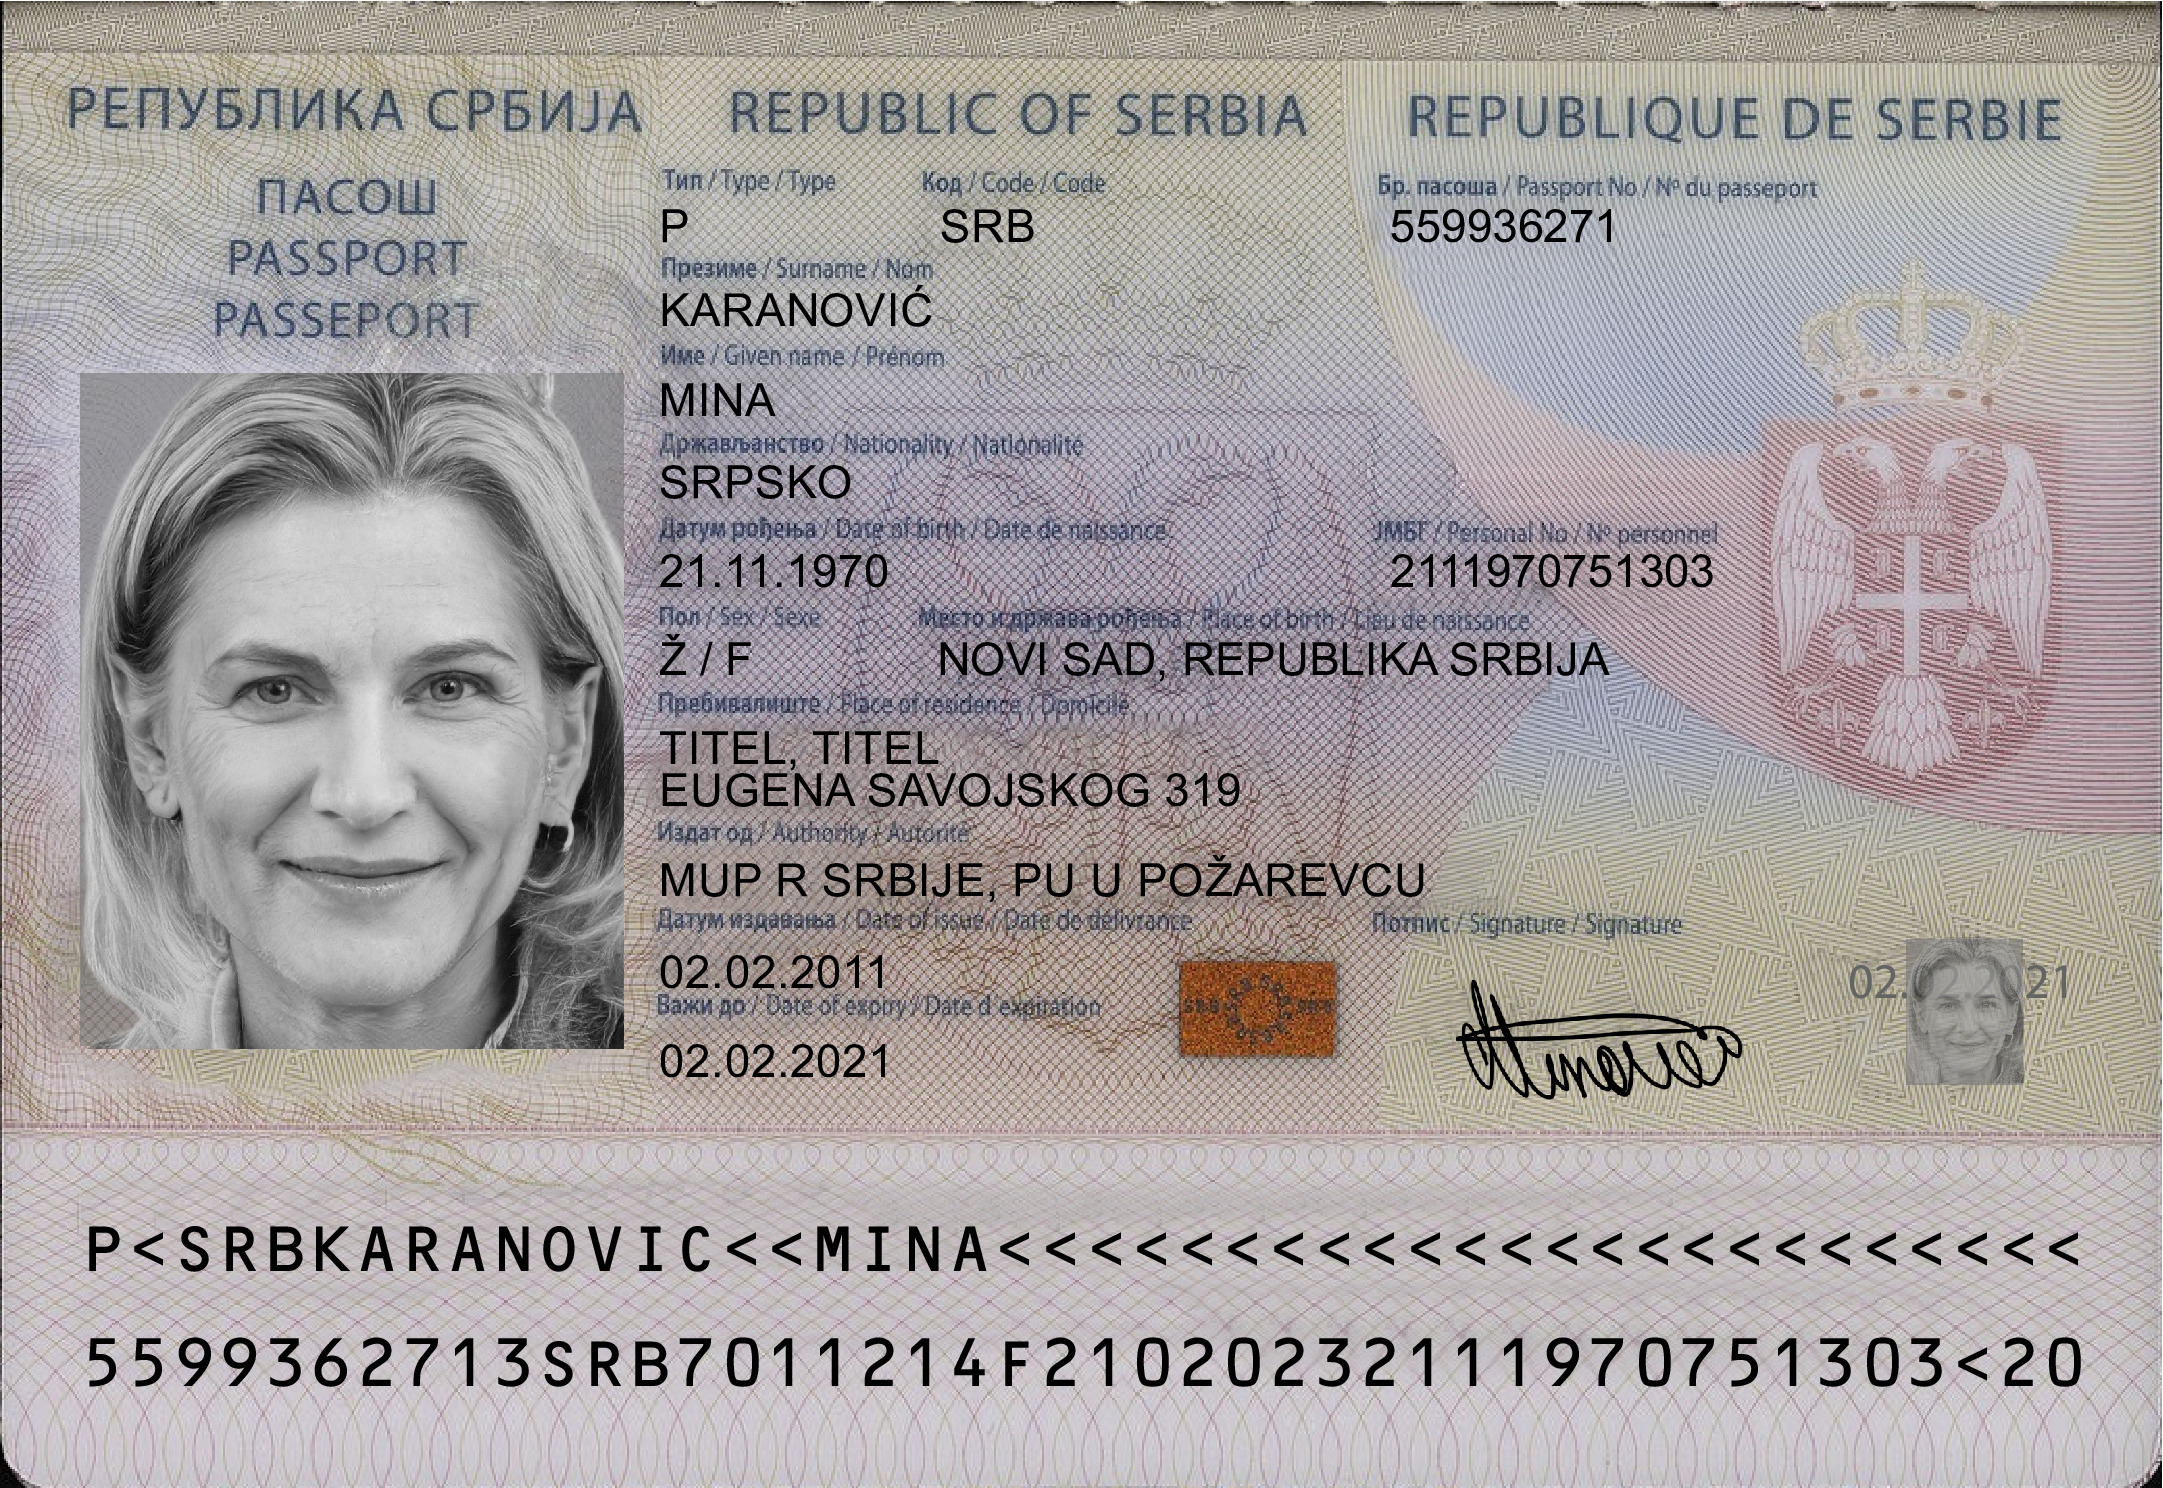 РЕПУБЛИКА СРБИЈА REPUBLIC OF SERBIA REPUBLIQUE DE SERBIE
ПАСОШ
PASSPORT
PASSEPORT
Тип / Type / Type Код / Code / Code Бр. пасоша / Passport No / Nº du passeport
P SRB 559936271
Презиме / Surname / Nom
KARANOVIĆ
Име / Given name / Prénom
MINA
Држављанство / Nationality / Nationalité
SRPSKO
Датум рођења / Date of birth / Date de naissance ЈМБГ / Personal No / Nº personnel
21.11.1970 2111970751303
Пол / Sex / Sexe Место и држава рођења / Place of birth / Lieu de naissance
Ž / F NOVI SAD, REPUBLIKA SRBIJA
Пребивалиште / Place of residence / Domicile
TITEL, TITEL
EUGENA SAVOJSKOG 319
Издат од / Authority / Autorité
MUP R SRBIJE, PU U POŽAREVCU
Датум издавања / Date of issue / Date de délivrance Потпис / Signature / Signature
02.02.2011
02.02.2021
Важи до / Date of expiry / Date d expiration
02.02.2021
P<SRBKARANOVIC<<MINA<<<<<<<<<<<<<<<<<<<<<<<<
5599362713SRB7011214F21020232111970751303<20